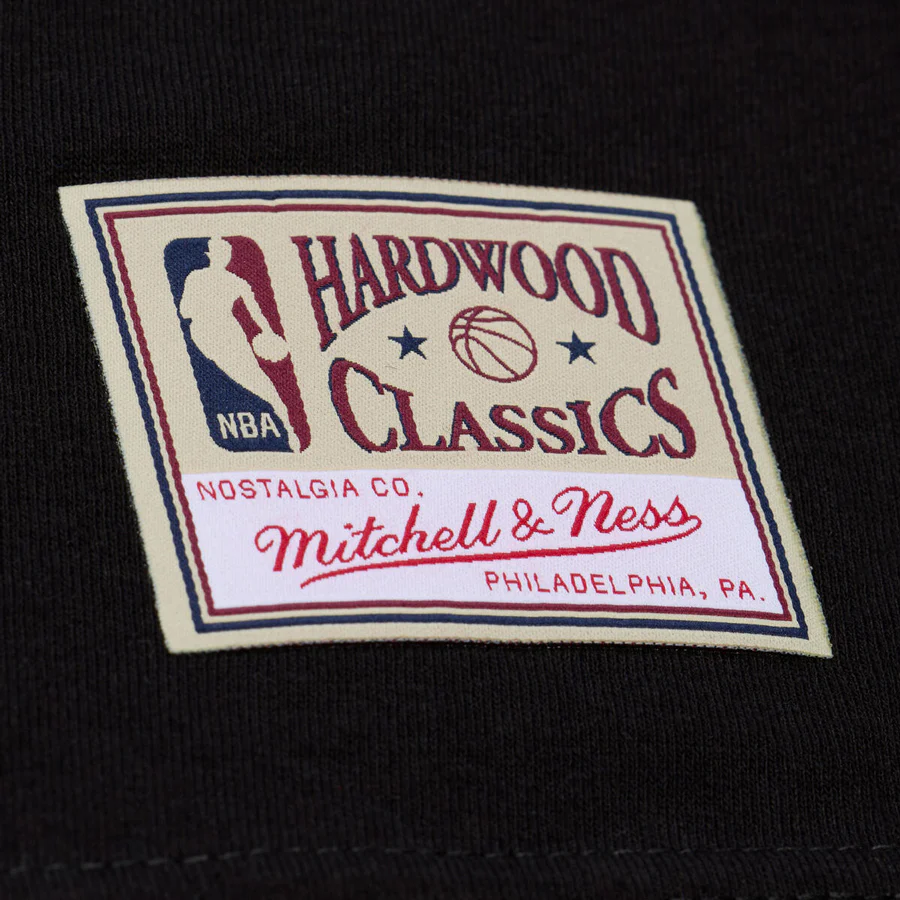 HARDWOOD
CLASSICS
NBA
NOSTALGIA CO.
Mitchell & Ness
PHILADELPHIA, PA.